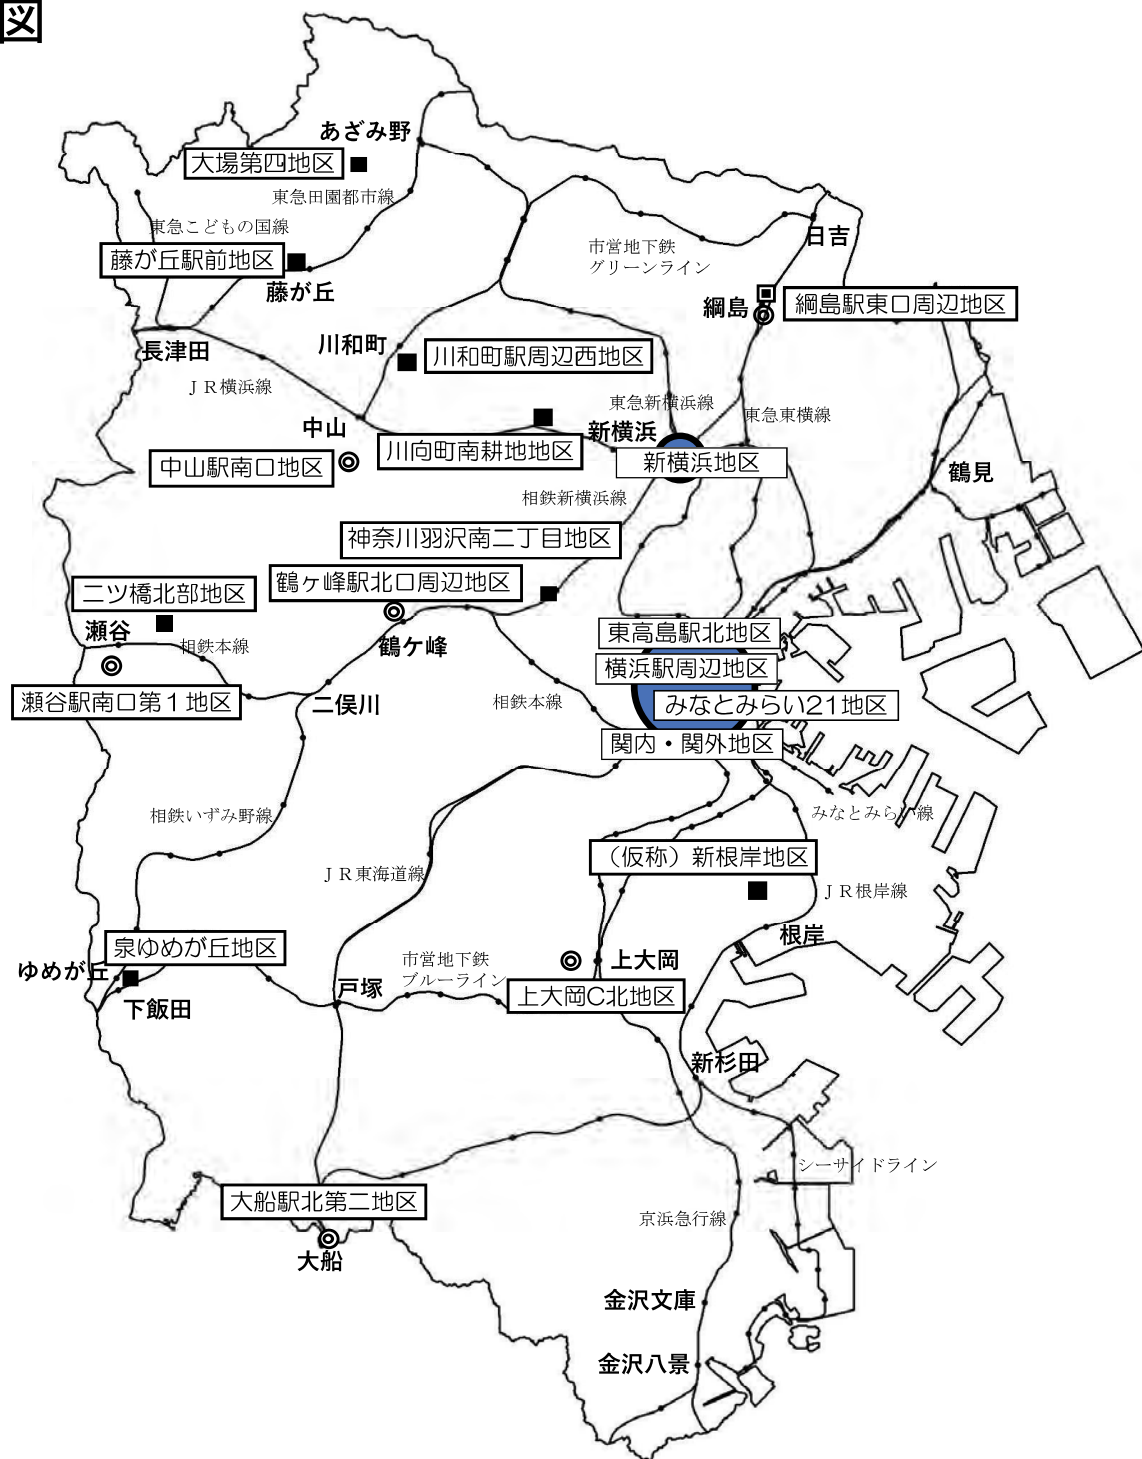 図
あざみ野
大場第四地区
東急田園都市線
東急こどもの国線
日吉
市営地下鉄
グリーンライン
藤が丘駅前地区
藤が丘
綱島
綱島駅東口周辺地区
長津田
川和町
川和町駅周辺西地区
JR横浜線
東急新横浜線
東急東横線
中山
新横浜
川向町南耕地地区
中山駅南口地区
新横浜地区
鶴見
相鉄新横浜線
神奈川羽沢南二丁目地区
鶴ヶ峰駅北口周辺地区
二ツ橋北部地区
瀬谷
相鉄本線
鶴ケ峰
東高島駅北地区
横浜駅周辺地区
瀬谷駅南口第1地区
二俣川
相鉄本線
みなとみらい21地区
関内・関外地区
相鉄いずみ野線
みなとみらい線
(仮称)新根岸地区
JR東海道線
JR根岸線
泉ゆめが丘地区
根岸
ゆめが丘
市営地下鉄
ブルーライン
上大岡
戸塚
上大岡C北地区
下飯田
新杉田
シーサイドライン
大船駅北第二地区
京浜急行線
大船
金沢文庫
金沢八景